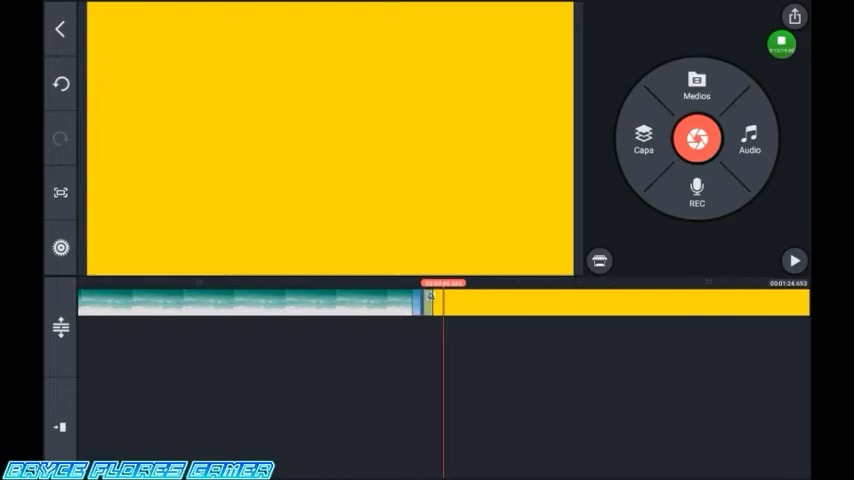 Medios
Capa
Audio
REC
00:01:24.693
BRYCE FLORES GAMER